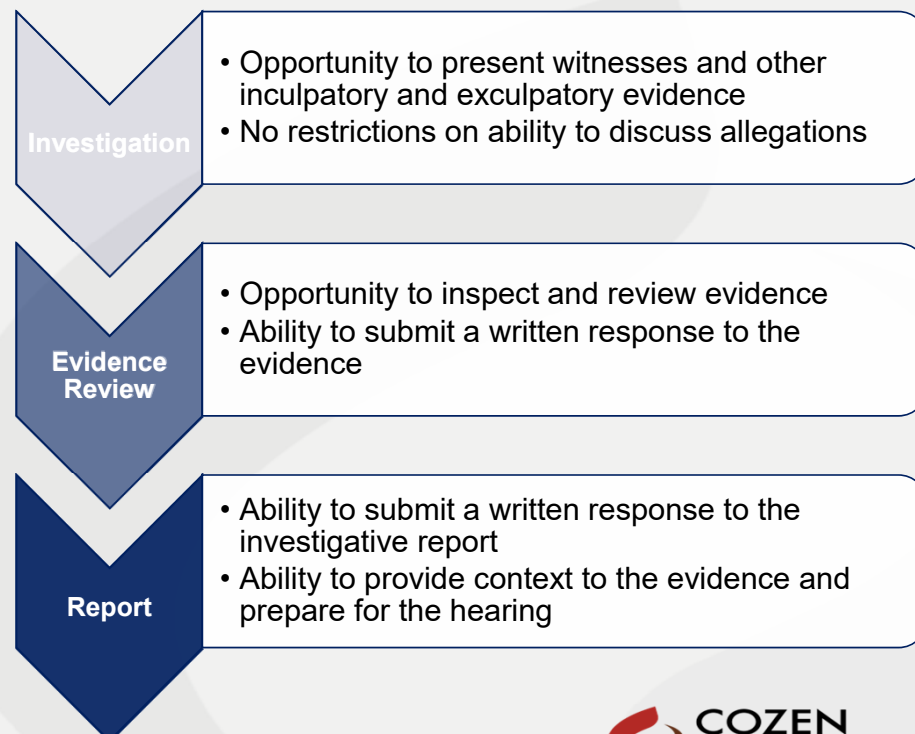 Investigation
• Opportunity to present witnesses and other
inculpatory and exculpatory evidence
• No restrictions on ability to discuss allegations
Evidence
Review
• Opportunity to inspect and review evidence
• Ability to submit a written response to the
evidence
Report
• Ability to submit a written response to the
investigative report
• Ability to provide context to the evidence and
prepare for the hearing
COZEN